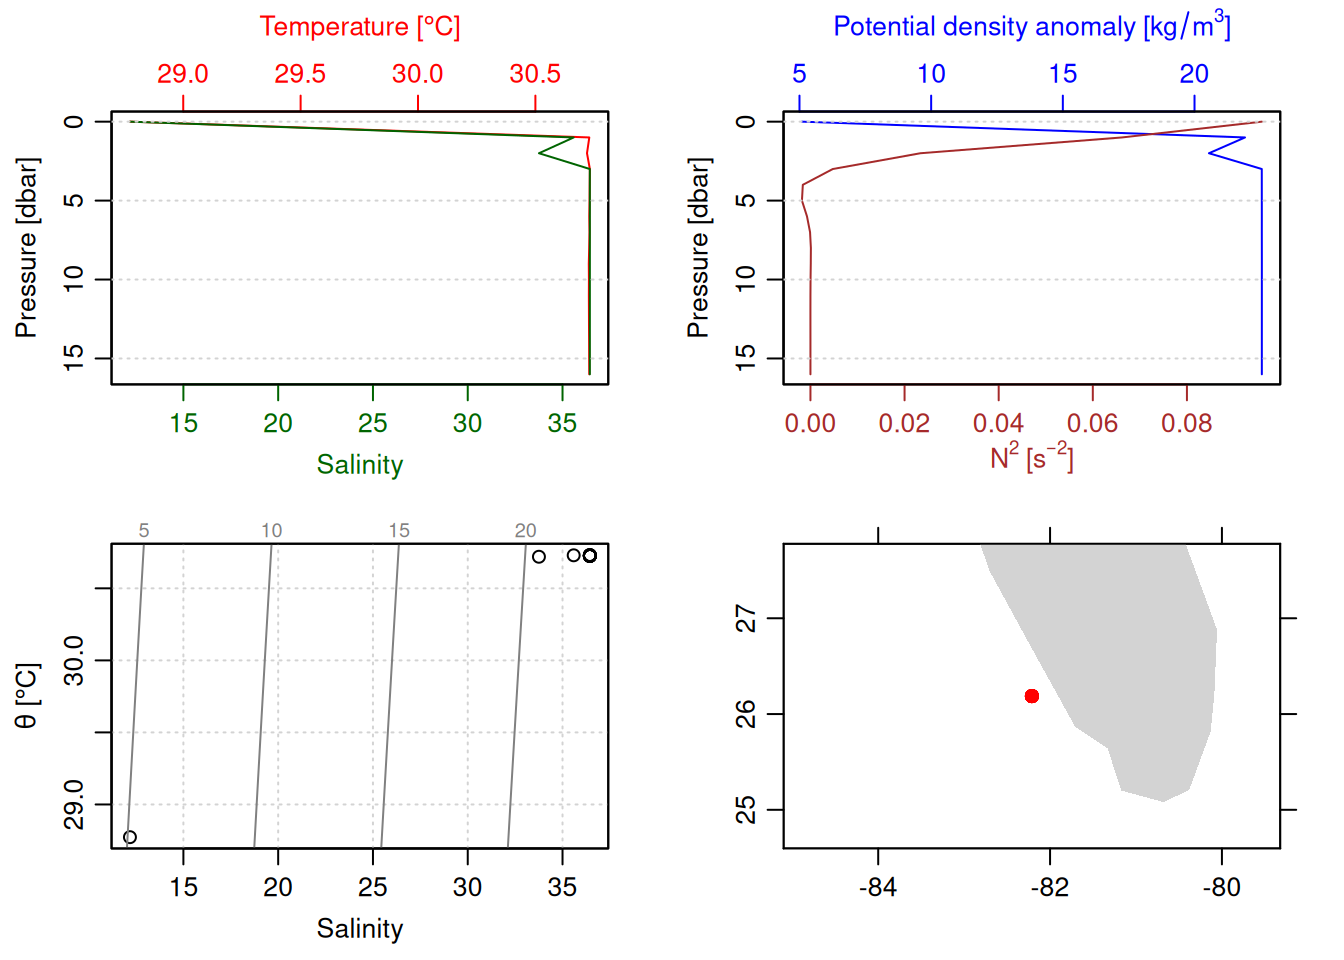 Temperature [°C]
29.0 29.5 30.0 30.5
0 5 10 15
Pressure [dbar]
15 20 25 30 35
Salinity
Potential density anomaly [kg/m³]
5 10 15 20
0 5 10 15
Pressure [dbar]
0.00 0.02 0.04 0.06 0.08
N² [s⁻²]
5 10 15 20
29.0 30.0
θ [°C]
15 20 25 30 35
Salinity
27
26
25
-84 -82 -80